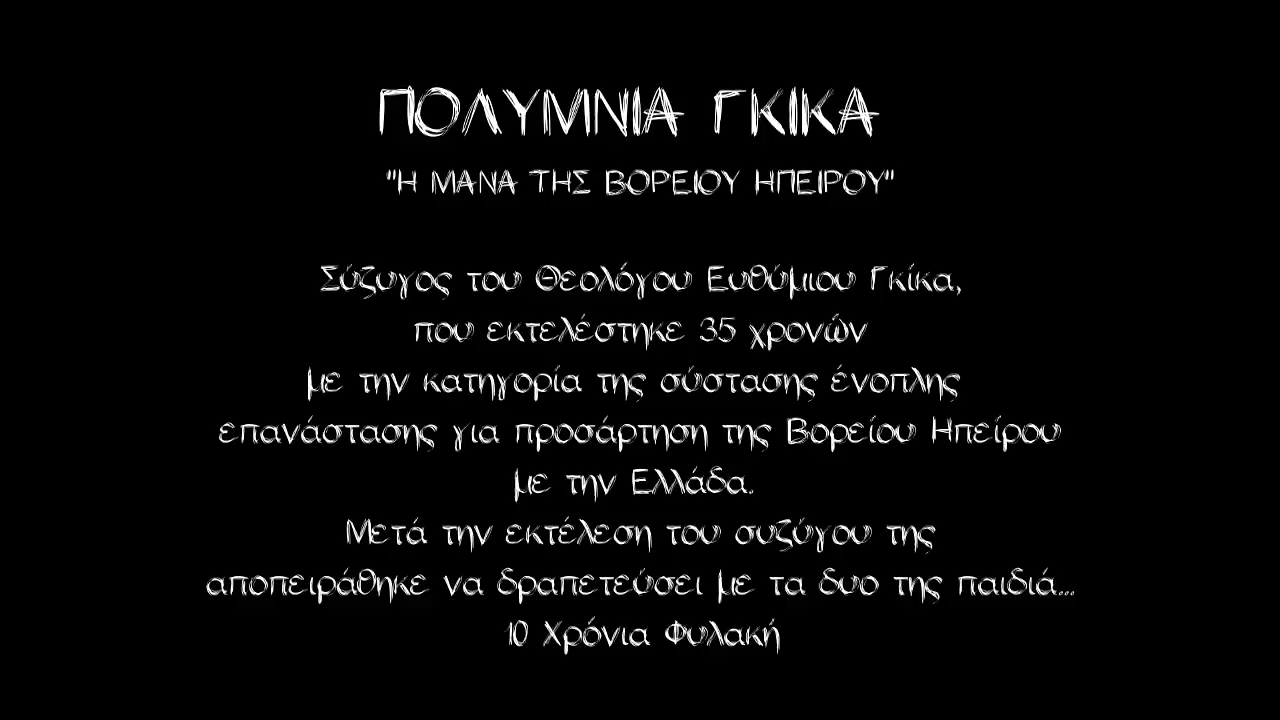 ΠΟΛΥΜΝΙΑ ΓΚΙΚΑ
"Η ΜΑΝΑ ΤΗΣ ΒΟΡΕΙΟΥ ΗΠΕΙΡΟΥ"
Σύζυγος του Θεολόγου Ευθύμιου Γκίκα,
που εκτελέστηκε 35 χρονών
με την κατηγορία της σύστασης ένοπλης
επανάστασης για προσάρτηση της Βορείου Ηπείρου
με την Ελλάδα.
Μετά την εκτέλεση του συζύγου της
αποπειράθηκε να δραπετεύσει με τα δυο της παιδιά...
10 Χρόνια Φυλακή